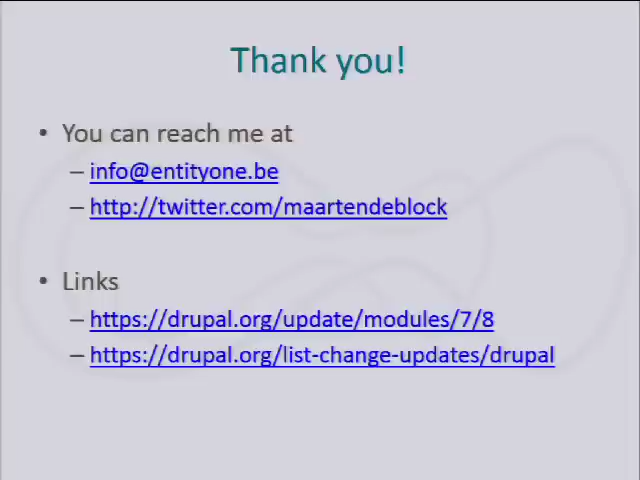 Thank you!
• You can reach me at
– info@entityone.be
– http://twitter.com/maartendeblock
• Links
– https://drupal.org/update/modules/7/8
– https://drupal.org/list-change-updates/drupal